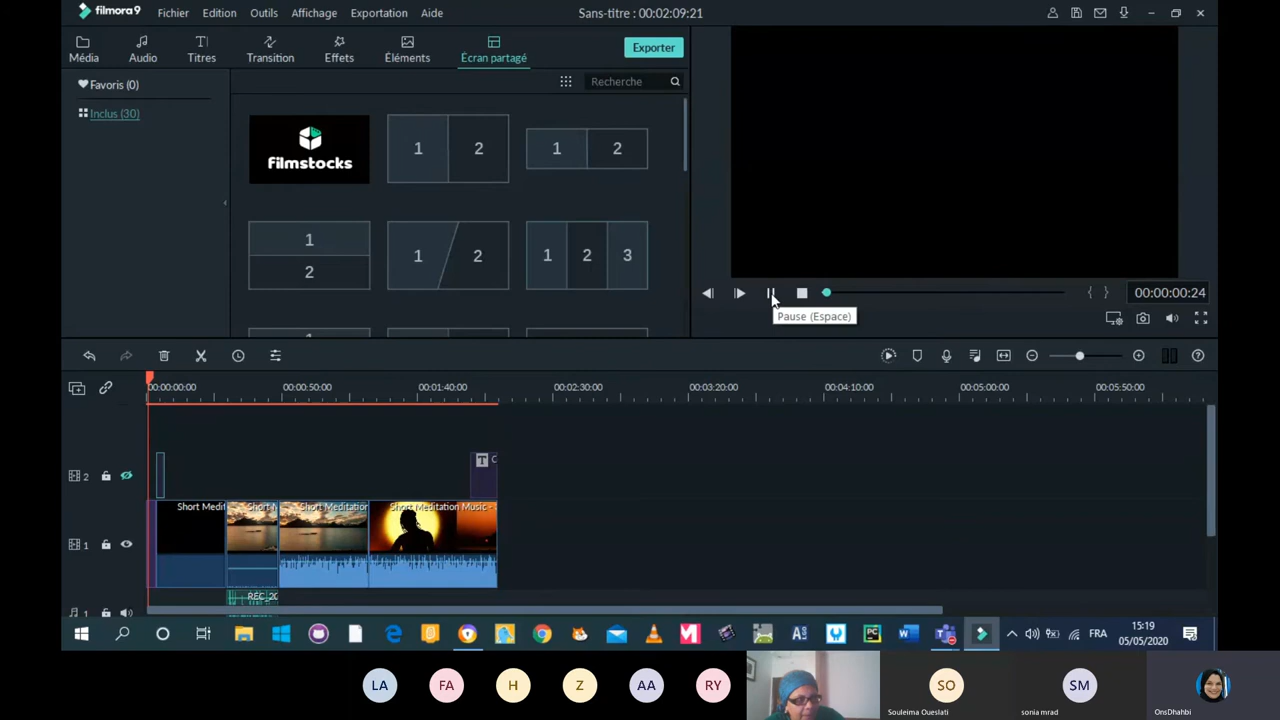 filmora9 Fichier Edition Outils Affichage Exportation Aide Sans-titre : 00:02:09:21
Média Audio Titres Transition Effets Éléments Écran partagé Exporter
Favoris (0)
Recherche
Inclus (30)
filmstocks
1 2
1 2
1
2
1 2
1 2 3
1
00:00:00:24
Pause (Espace)
00:00:00:00 00:00:50:00 00:01:40:00 00:02:30:00 00:03:20:00 00:04:10:00 00:05:00:00 00:05:50:00
2
T C
Short Medit Short M Short Meditation Short Meditation Music -
1
REC_20
1
FRA
15:19
05/05/2020
LA FA H Z AA RY SO SM
Souleima Oueslati sonia mrad OnsDhahbi